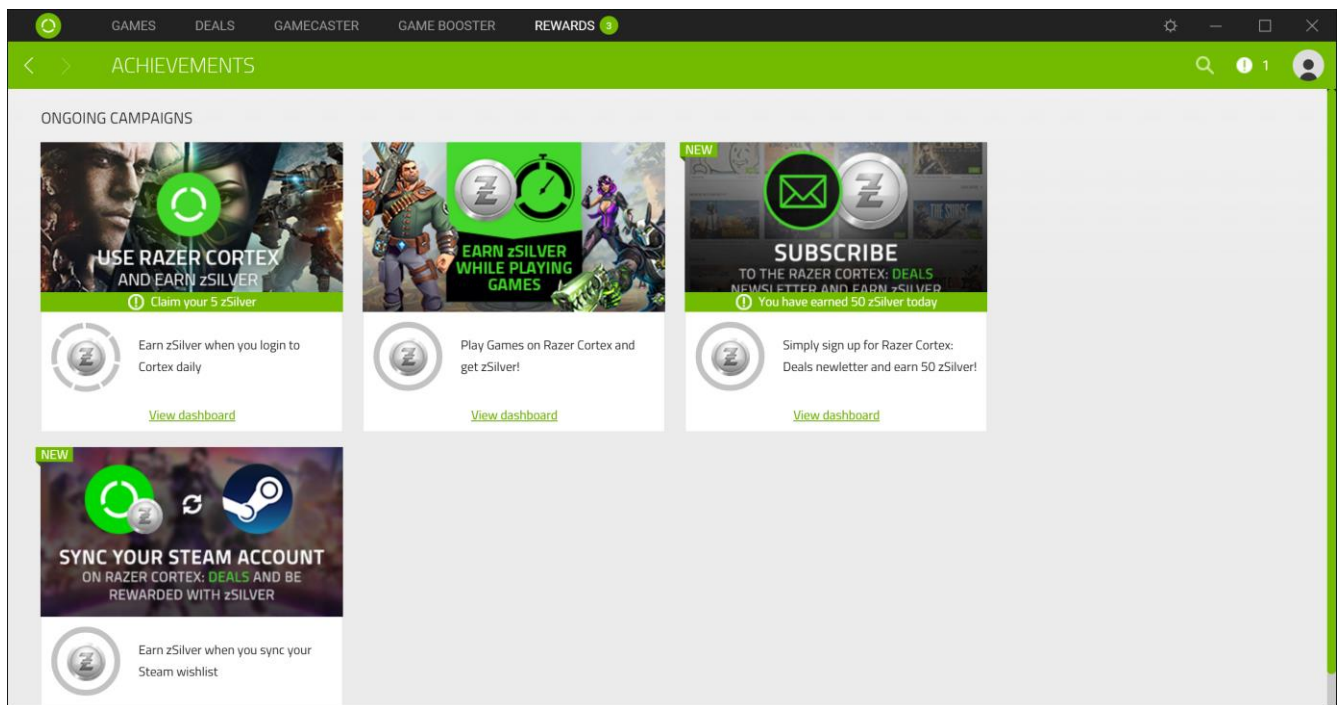 GAMES DEALS GAMECASTER GAME BOOSTER REWARDS 3
ACHIEVEMENTS
1
ONGOING CAMPAIGNS
USE RAZER CORTEX
AND EARN zSILVER
Claim your 5 zSilver
Earn zSilver when you login to
Cortex daily
View dashboard
EARN zSILVER
WHILE PLAYING
GAMES
Play Games on Razer Cortex and
get zSilver!
View dashboard
NEW
SUBSCRIBE
TO THE RAZER CORTEX: DEALS
NEWSLETTER AND EARN zSILVER
You have earned 50 zSilver today
Simply sign up for Razer Cortex:
Deals newletter and earn 50 zSilver!
View dashboard
NEW
SYNC YOUR STEAM ACCOUNT
ON RAZER CORTEX: DEALS AND BE
REWARDED WITH zSILVER
Earn zSilver when you sync your
Steam wishlist